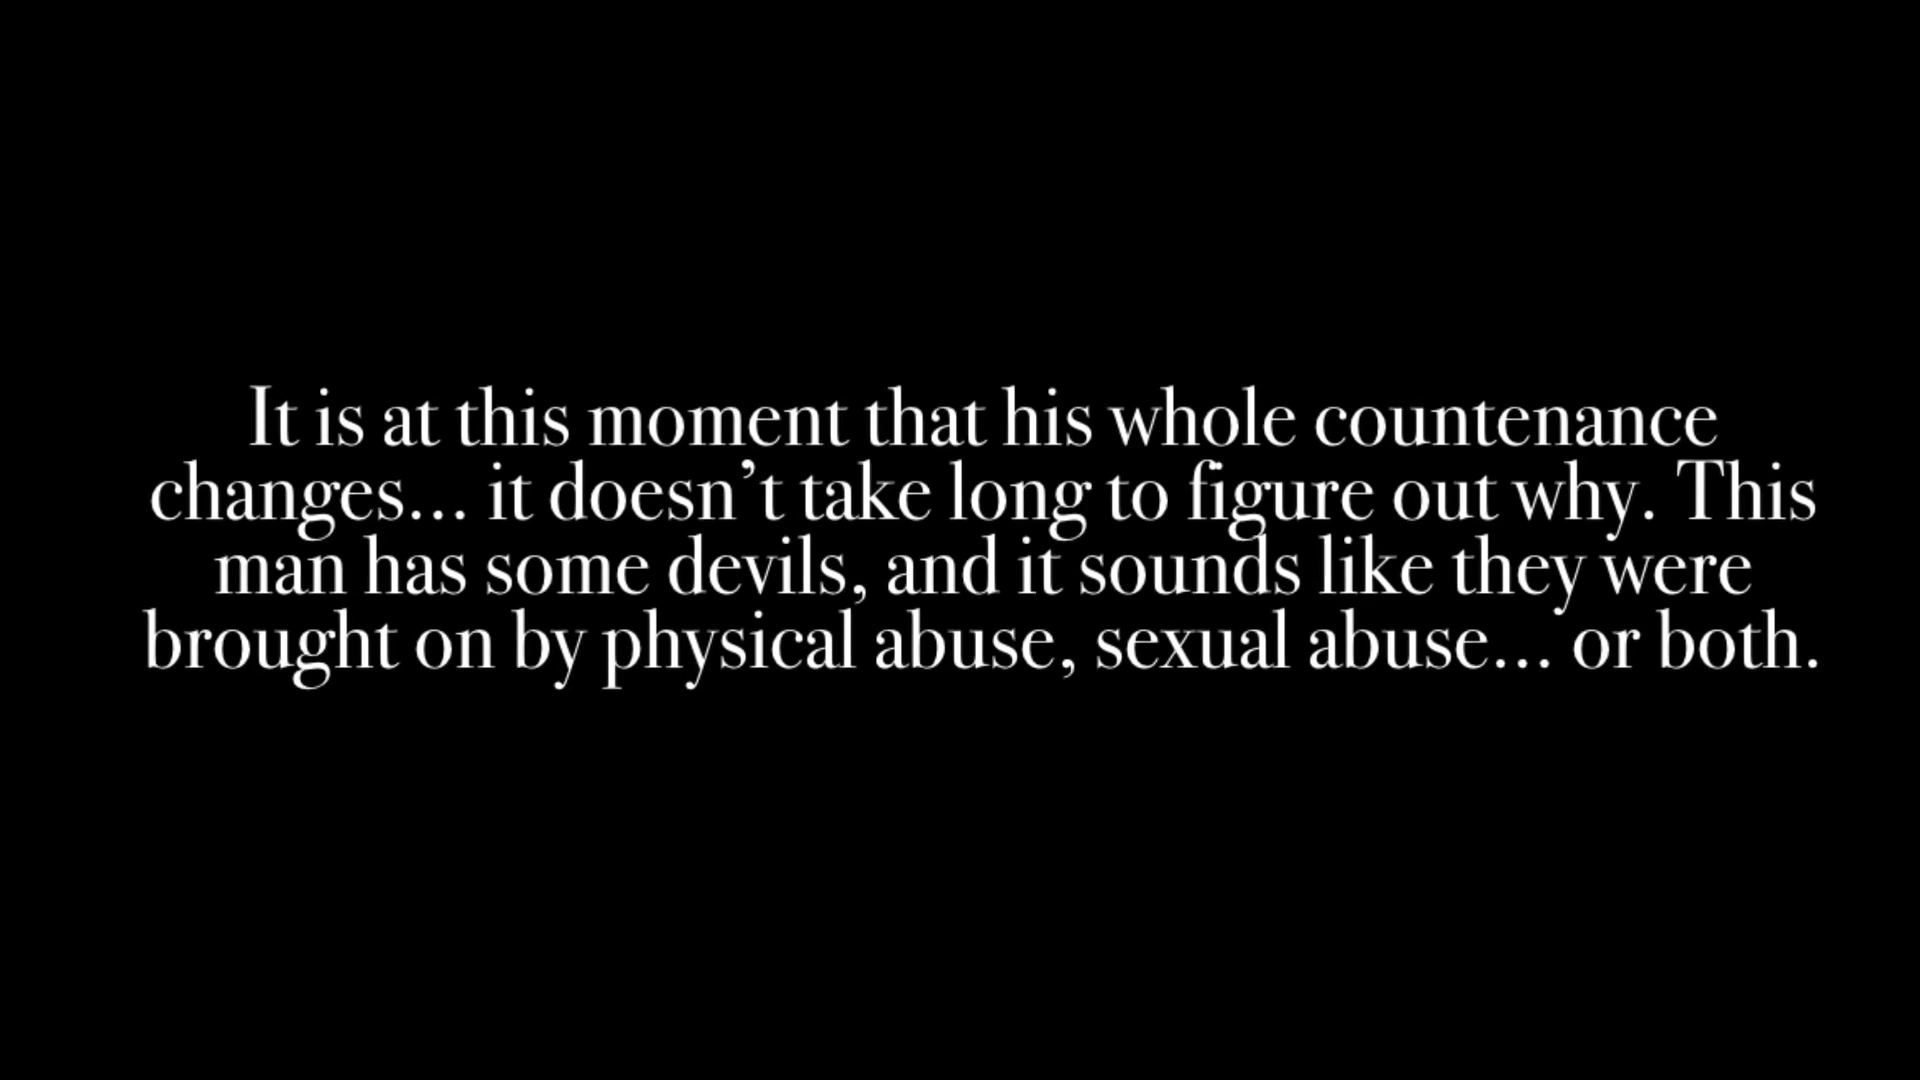 It is at this moment that his whole countenance
changes... it doesn’t take long to figure out why. This
man has some devils, and it sounds like they were
brought on by physical abuse, sexual abuse... or both.